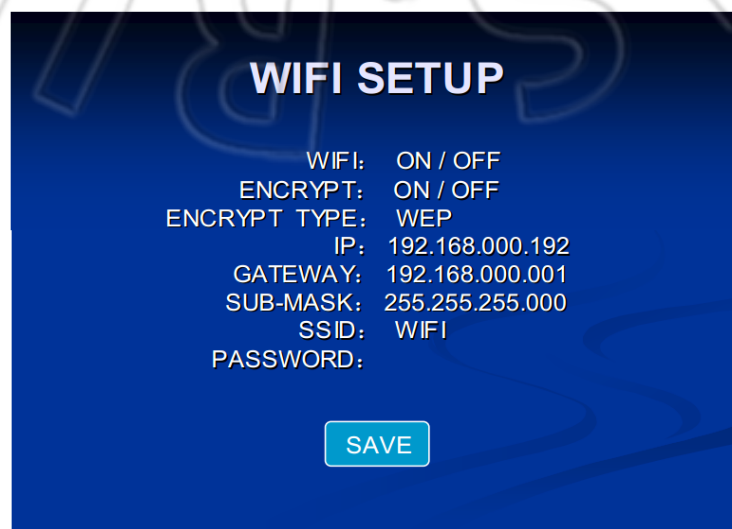 WIFI SETUP
WIFI： ON / OFF
ENCRYPT： ON / OFF
ENCRYPT TYPE： WEP
IP： 192.168.000.192
GATEWAY： 192.168.000.001
SUB-MASK： 255.255.255.000
SSID： WIFI
PASSWORD：
SAVE